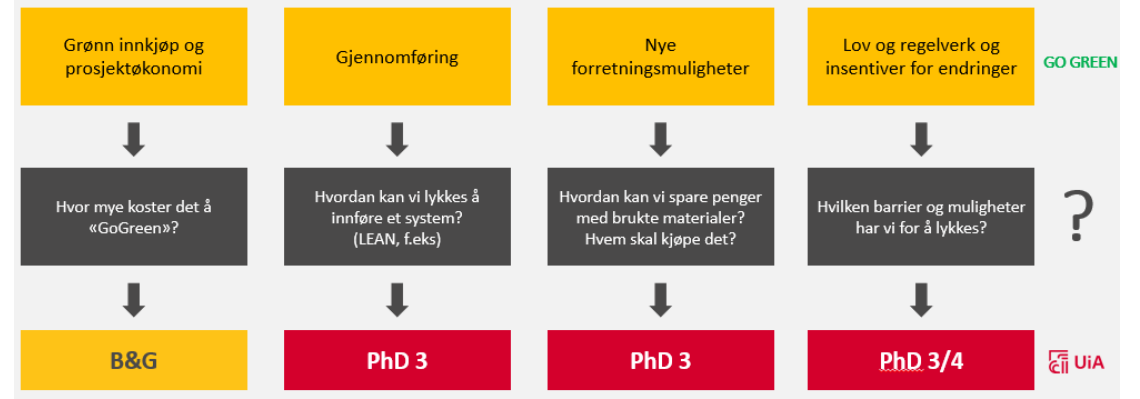 Grønn innkjøp og
prosjektøkonomi
Gjennomføring
Nye
forretningsmuligheter
Lov og regelverk og
insentiver for endringer
GO GREEN
Hvor mye koster det å
«GoGreen»?
Hvordan kan vi lykkes å
innføre et system?
(LEAN, f.eks)
Hvordan kan vi spare penger
med brukte materialer?
Hvem skal kjøpe det?
Hvilken barrier og muligheter
har vi for å lykkes?
?
B&G
PhD 3
PhD 3
PhD 3/4
UiA